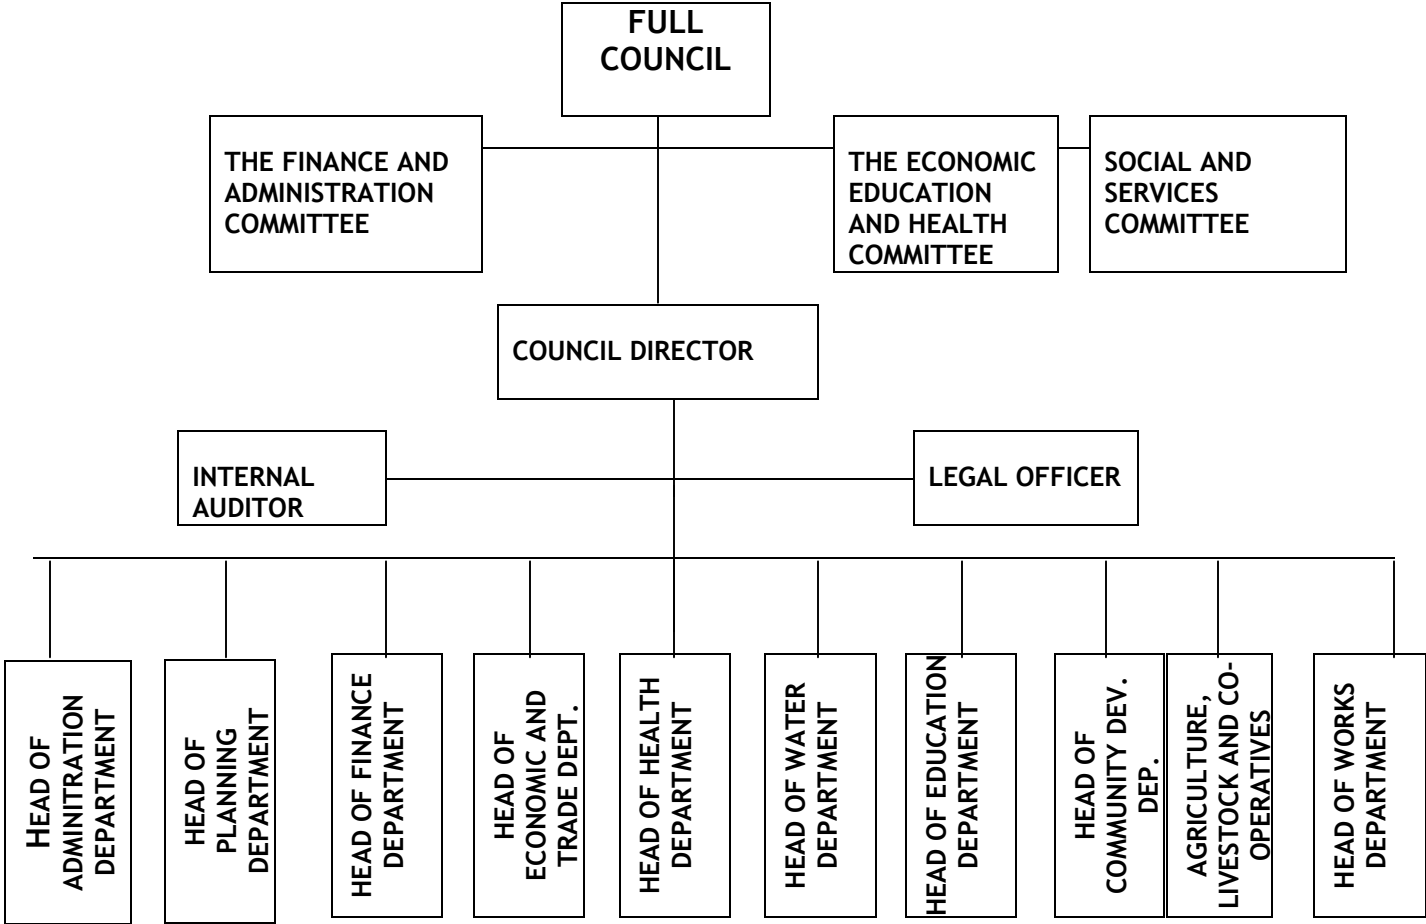 FULL
COUNCIL
THE FINANCE AND
ADMINISTRATION
COMMITTEE
THE ECONOMIC
EDUCATION
AND HEALTH
COMMITTEE
SOCIAL AND
SERVICES
COMMITTEE
COUNCIL DIRECTOR
INTERNAL
AUDITOR
LEGAL OFFICER
HEAD OF
ADMINITRATION
DEPARTMENT
HEAD OF
PLANNING
DEPARTMENT
HEAD OF FINANCE
DEPARTMENT
HEAD OF
ECONOMIC AND
TRADE DEPT.
HEAD OF HEALTH
DEPARTMENT
HEAD OF WATER
DEPARTMENT
HEAD OF EDUCATION
DEPARTMENT
HEAD OF
COMMUNITY DEV.
DEP.
AGRICULTURE,
LIVESTOCK AND CO-
OPERATIVES
HEAD OF WORKS
DEPARTMENT